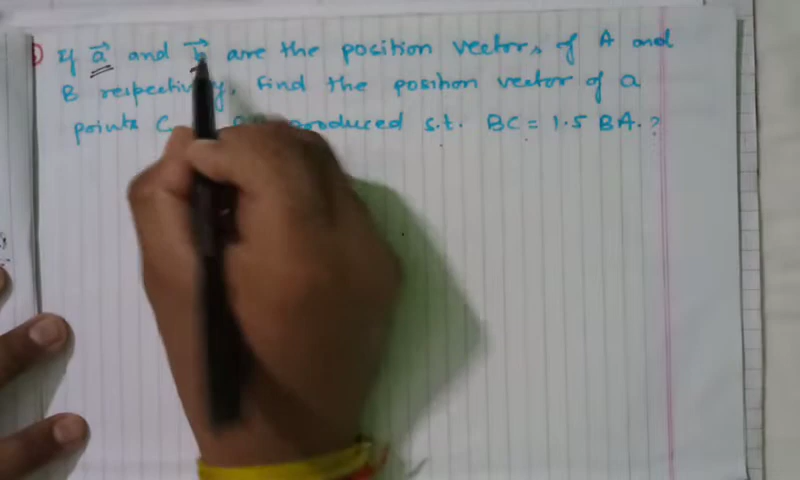 If a⃗ and b⃗ are the position vectors of A and
B respectively. Find the position vector of a
points C produced s.t. BC = 1.5 BA. ?